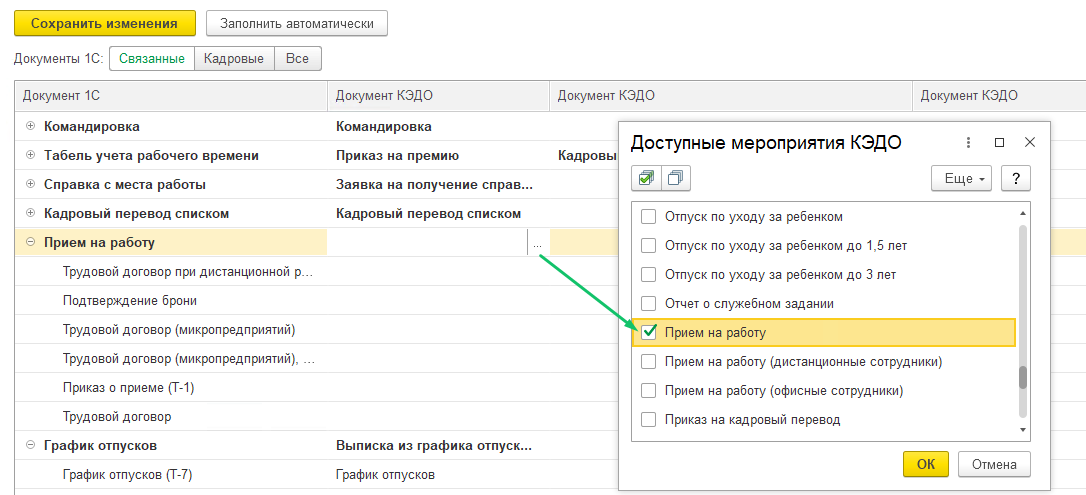 Сохранить изменения Заполнить автоматически
Документы 1С: Связанные Кадровые Все
Документ 1С Документ КЭДО Документ КЭДО Документ КЭДО
Командировка Командировка
Табель учета рабочего времени Приказ на премию Кадровы
Справка с места работы Заявка на получение справ...
Кадровый перевод списком Кадровый перевод списком
Прием на работу ...
Трудовой договор при дистанционной р...
Подтверждение брони
Трудовой договор (микропредприятий)
Трудовой договор (микропредприятий), ...
Приказ о приеме (Т-1)
Трудовой договор
График отпусков Выписка из графика отпуск...
График отпусков (Т-7) График отпусков
Доступные мероприятия КЭДО
Еще ?
Отпуск по уходу за ребенком
Отпуск по уходу за ребенком до 1,5 лет
Отпуск по уходу за ребенком до 3 лет
Отчет о служебном задании
Прием на работу
Прием на работу (дистанционные сотрудники)
Прием на работу (офисные сотрудники)
Приказ на кадровый перевод
ОК Отмена